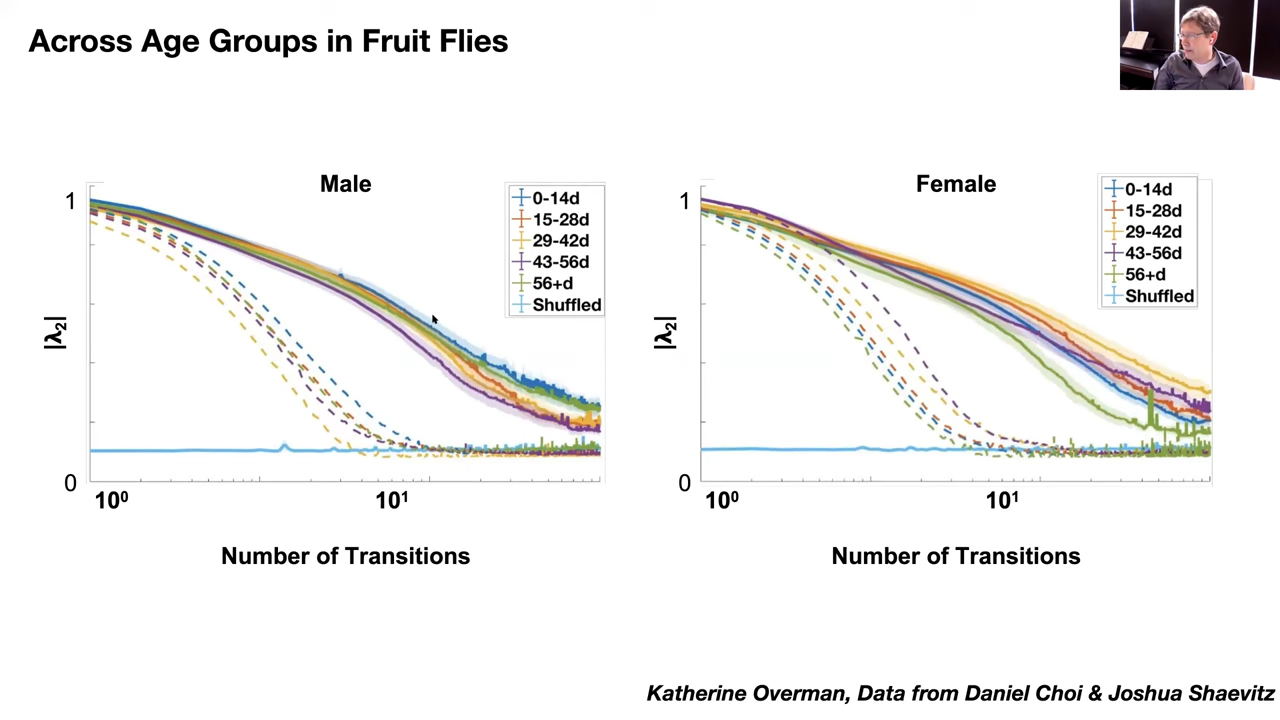 Across Age Groups in Fruit Flies
Male
0-14d
15-28d
29-42d
43-56d
56+d
Shuffled
|λ₂|
1
0
10⁰
10¹
Number of Transitions
Female
0-14d
15-28d
29-42d
43-56d
56+d
Shuffled
|λ₂|
1
0
10⁰
10¹
Number of Transitions
Katherine Overman, Data from Daniel Choi & Joshua Shaevitz